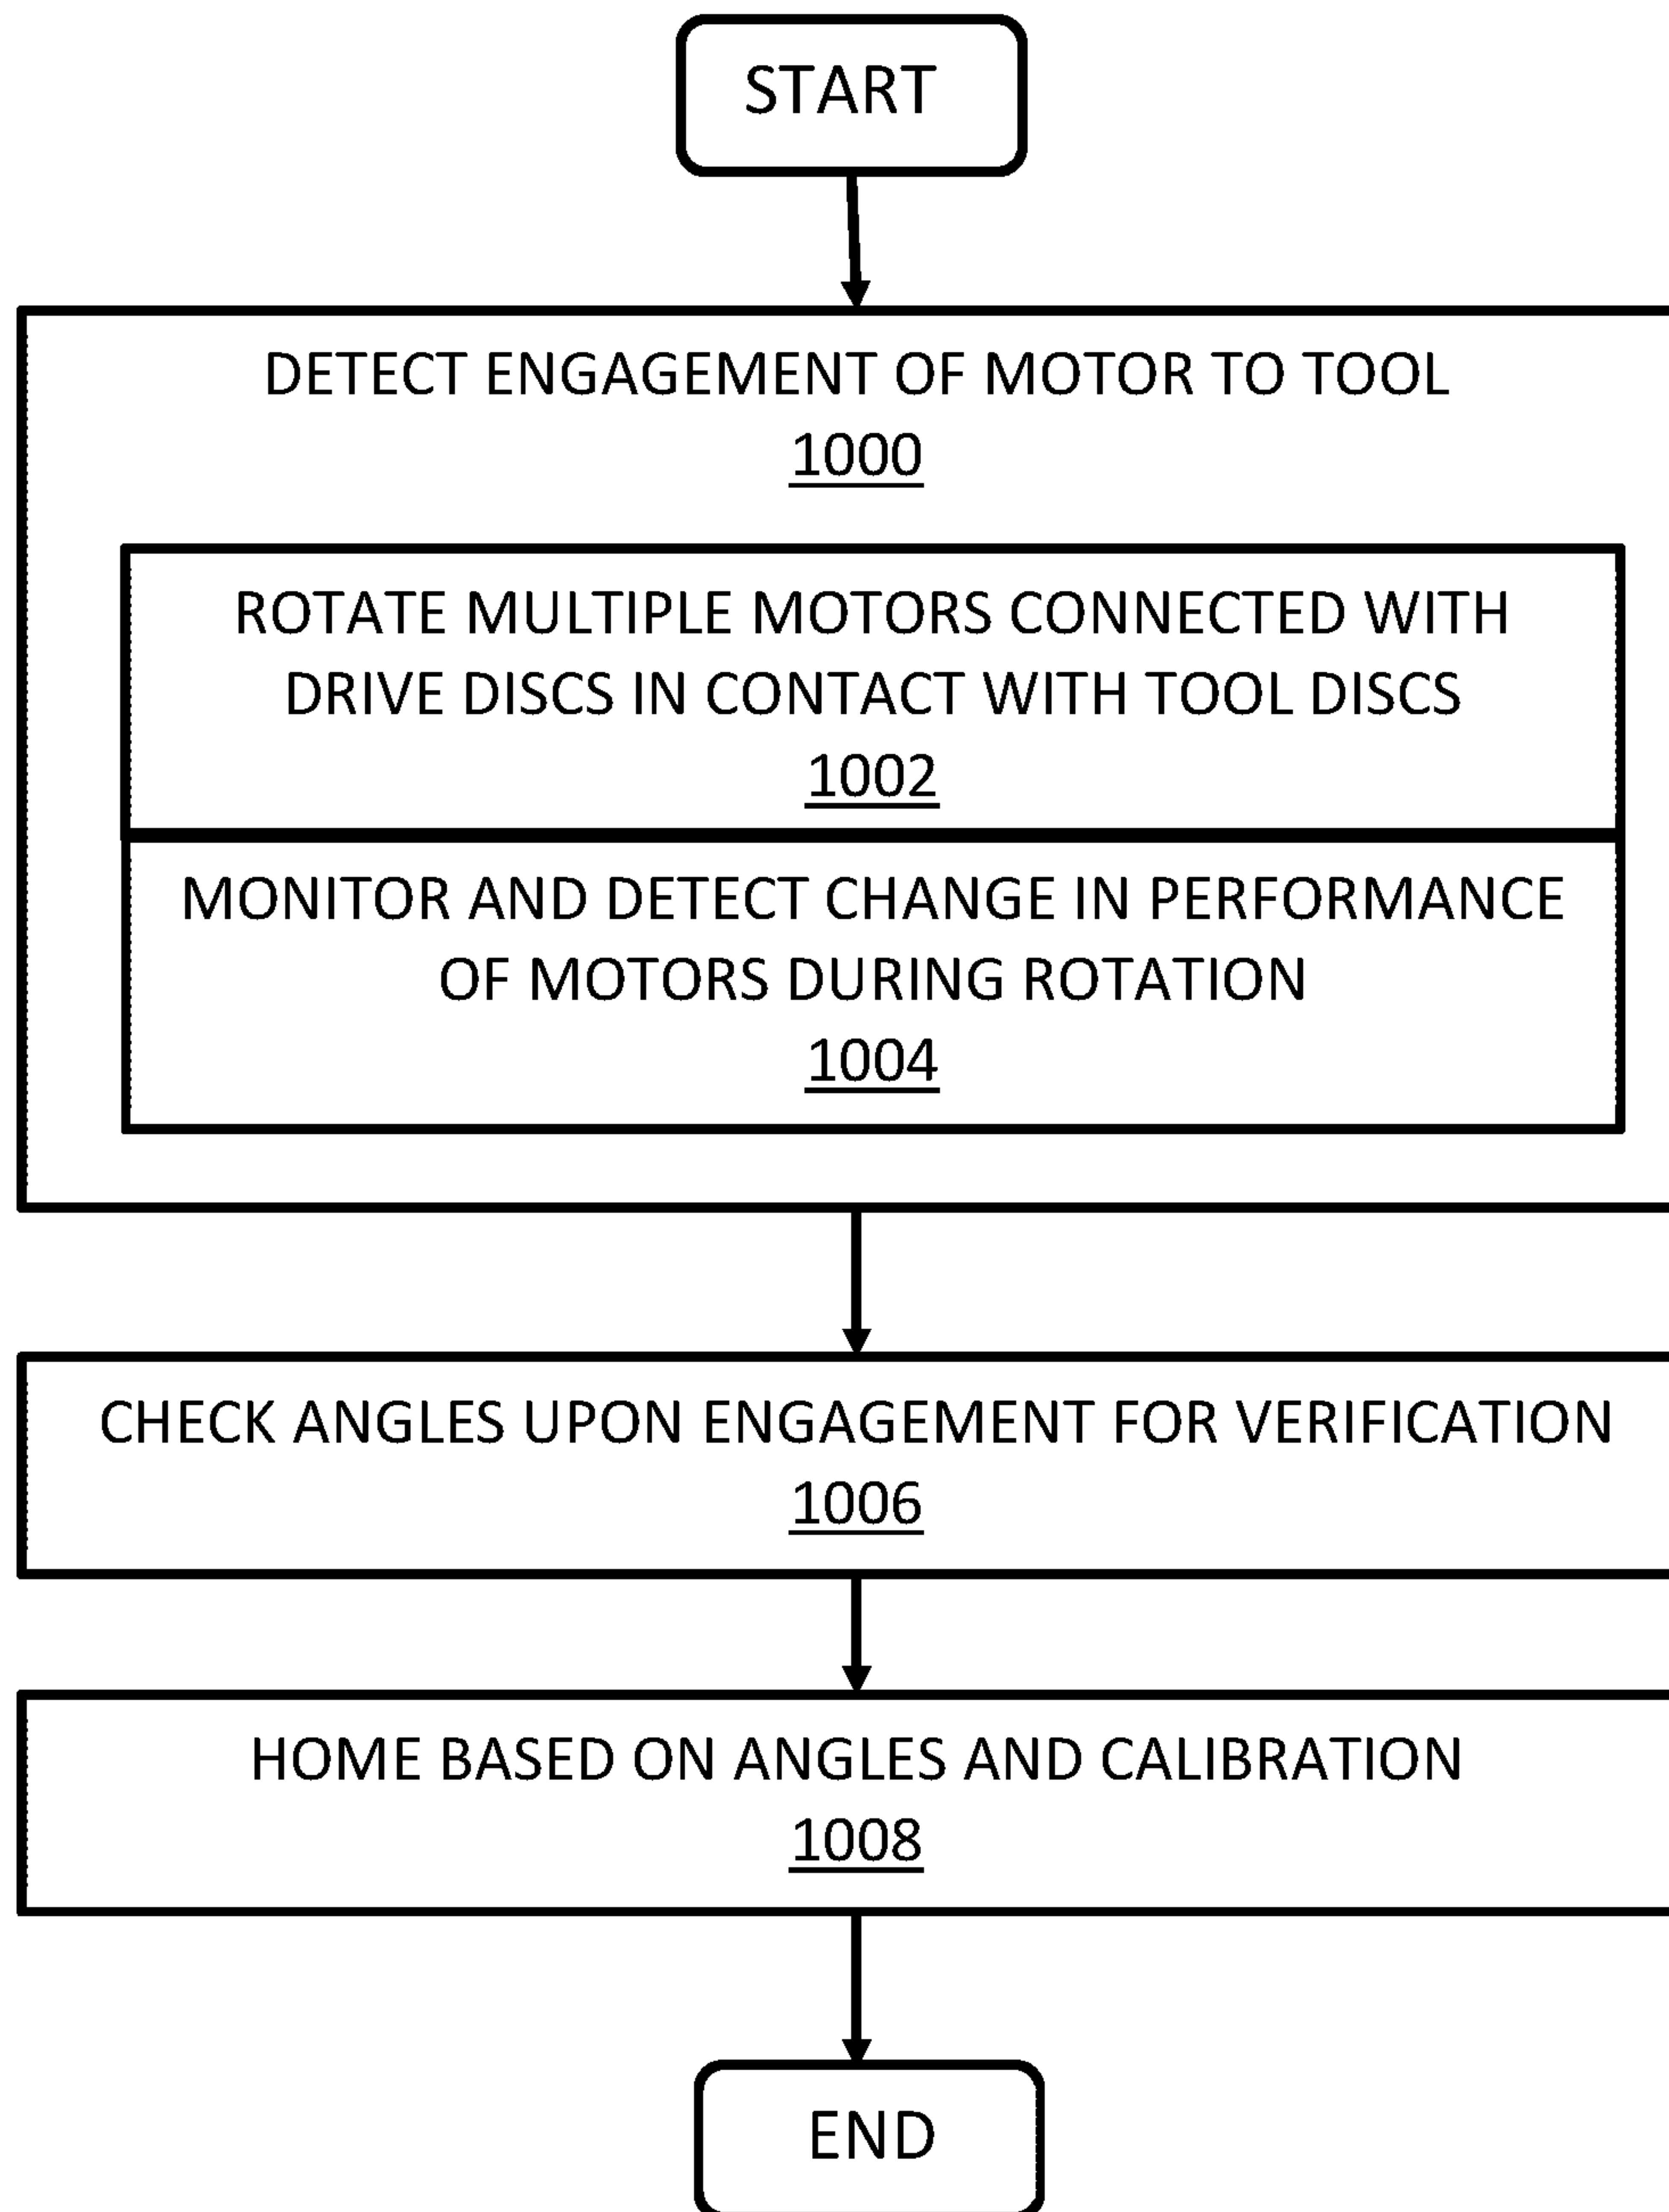 START
DETECT ENGAGEMENT OF MOTOR TO TOOL
1000
ROTATE MULTIPLE MOTORS CONNECTED WITH
DRIVE DISCS IN CONTACT WITH TOOL DISCS
1002
MONITOR AND DETECT CHANGE IN PERFORMANCE
OF MOTORS DURING ROTATION
1004
CHECK ANGLES UPON ENGAGEMENT FOR VERIFICATION
1006
HOME BASED ON ANGLES AND CALIBRATION
1008
END